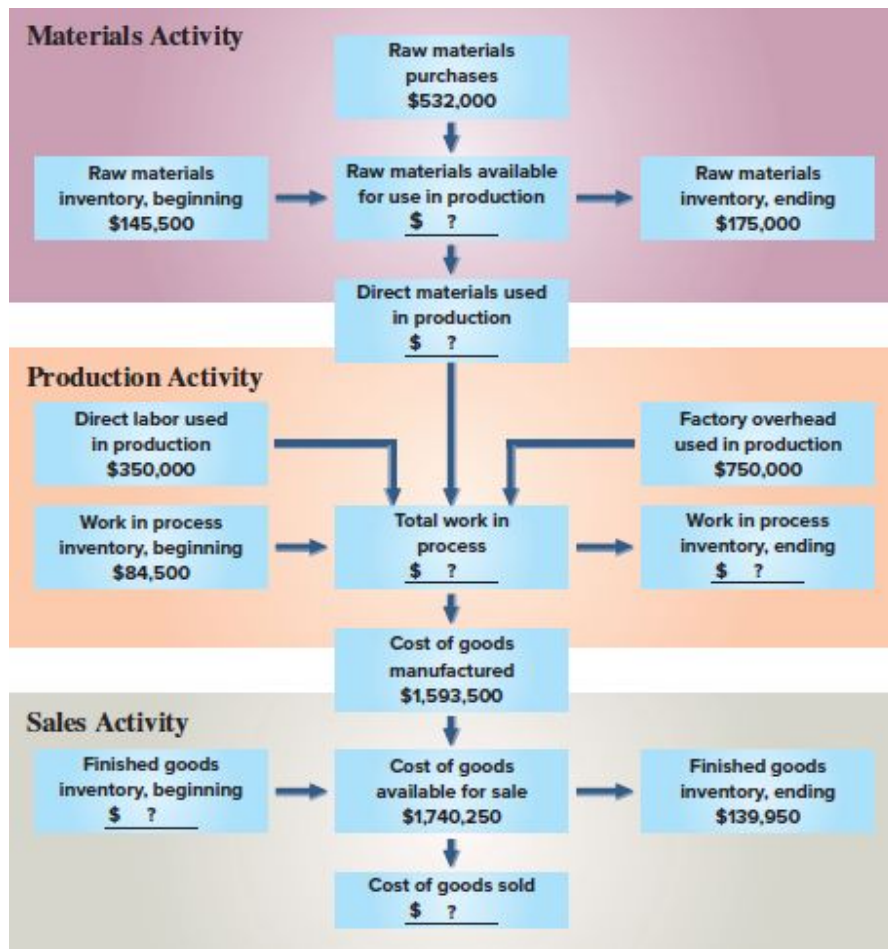 Materials Activity
Raw materials
purchases
$532,000
Raw materials
inventory, beginning
$145,500
Raw materials available
for use in production
$ ?
Raw materials
inventory, ending
$175,000
Direct materials used
in production
$ ?
Production Activity
Direct labor used
in production
$350,000
Factory overhead
used in production
$750,000
Work in process
inventory, beginning
$84,500
Total work in
process
$ ?
Work in process
inventory, ending
$ ?
Cost of goods
manufactured
$1,593,500
Sales Activity
Finished goods
inventory, beginning
$ ?
Cost of goods
available for sale
$1,740,250
Finished goods
inventory, ending
$139,950
Cost of goods sold
$ ?